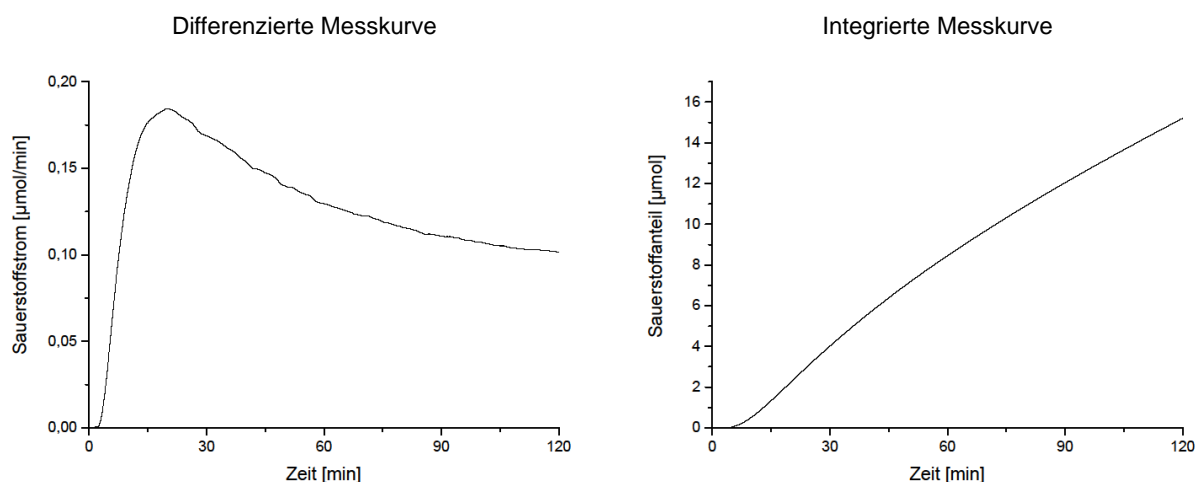 Differenzierte Messkurve
Sauerstoffstrom [µmol/min]
0,20
0,15
0,10
0,05
0,00
0 30 60 90 120
Zeit [min]
Integrierte Messkurve
Sauerstoffanteil [µmol]
16
14
12
10
8
6
4
2
0
0 30 60 90 120
Zeit [min]